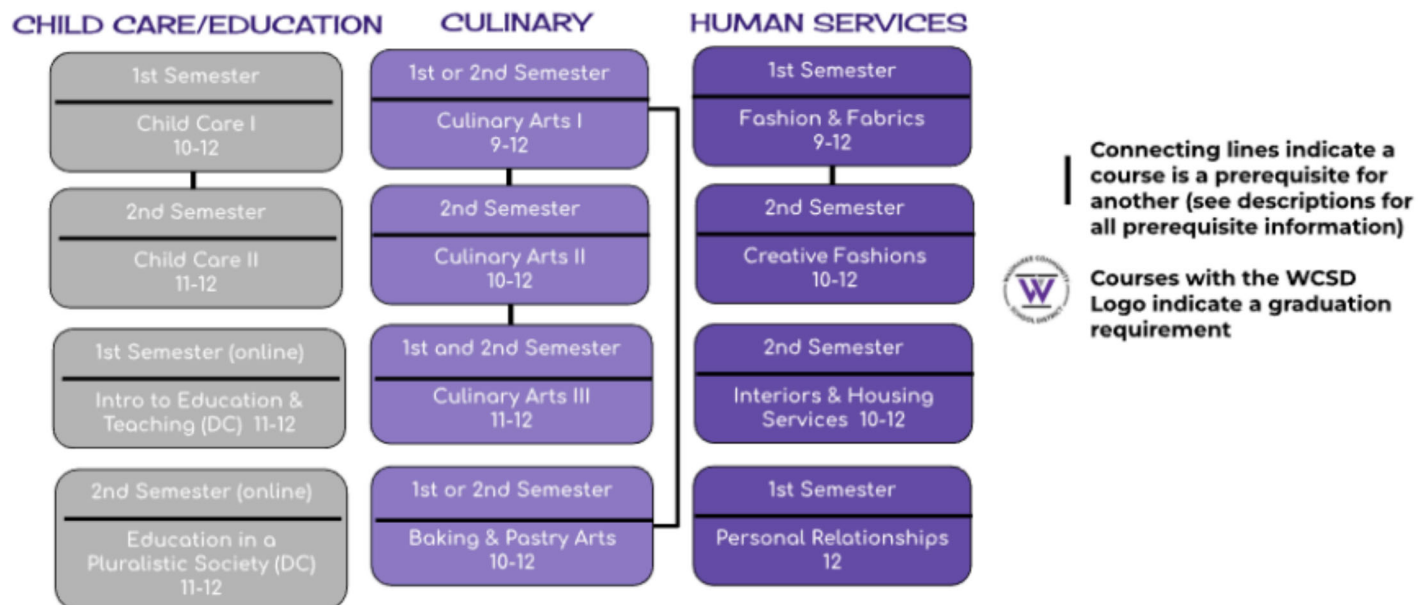 CHILD CARE/EDUCATION
1st Semester
Child Care I
10-12
2nd Semester
Child Care II
11-12
1st Semester (online)
Intro to Education &
Teaching (DC) 11-12
2nd Semester (online)
Education in a
Pluralistic Society (DC)
11-12
CULINARY
1st or 2nd Semester
Culinary Arts I
9-12
2nd Semester
Culinary Arts II
10-12
1st and 2nd Semester
Culinary Arts III
11-12
1st or 2nd Semester
Baking & Pastry Arts
10-12
HUMAN SERVICES
1st Semester
Fashion & Fabrics
9-12
2nd Semester
Creative Fashions
10-12
2nd Semester
Interiors & Housing
Services 10-12
1st Semester
Personal Relationships
12
Connecting lines indicate a
course is a prerequisite for
another (see descriptions for
all prerequisite information)
W
SCHOOL DISTRICT
Courses with the WCSD
Logo indicate a graduation
requirement